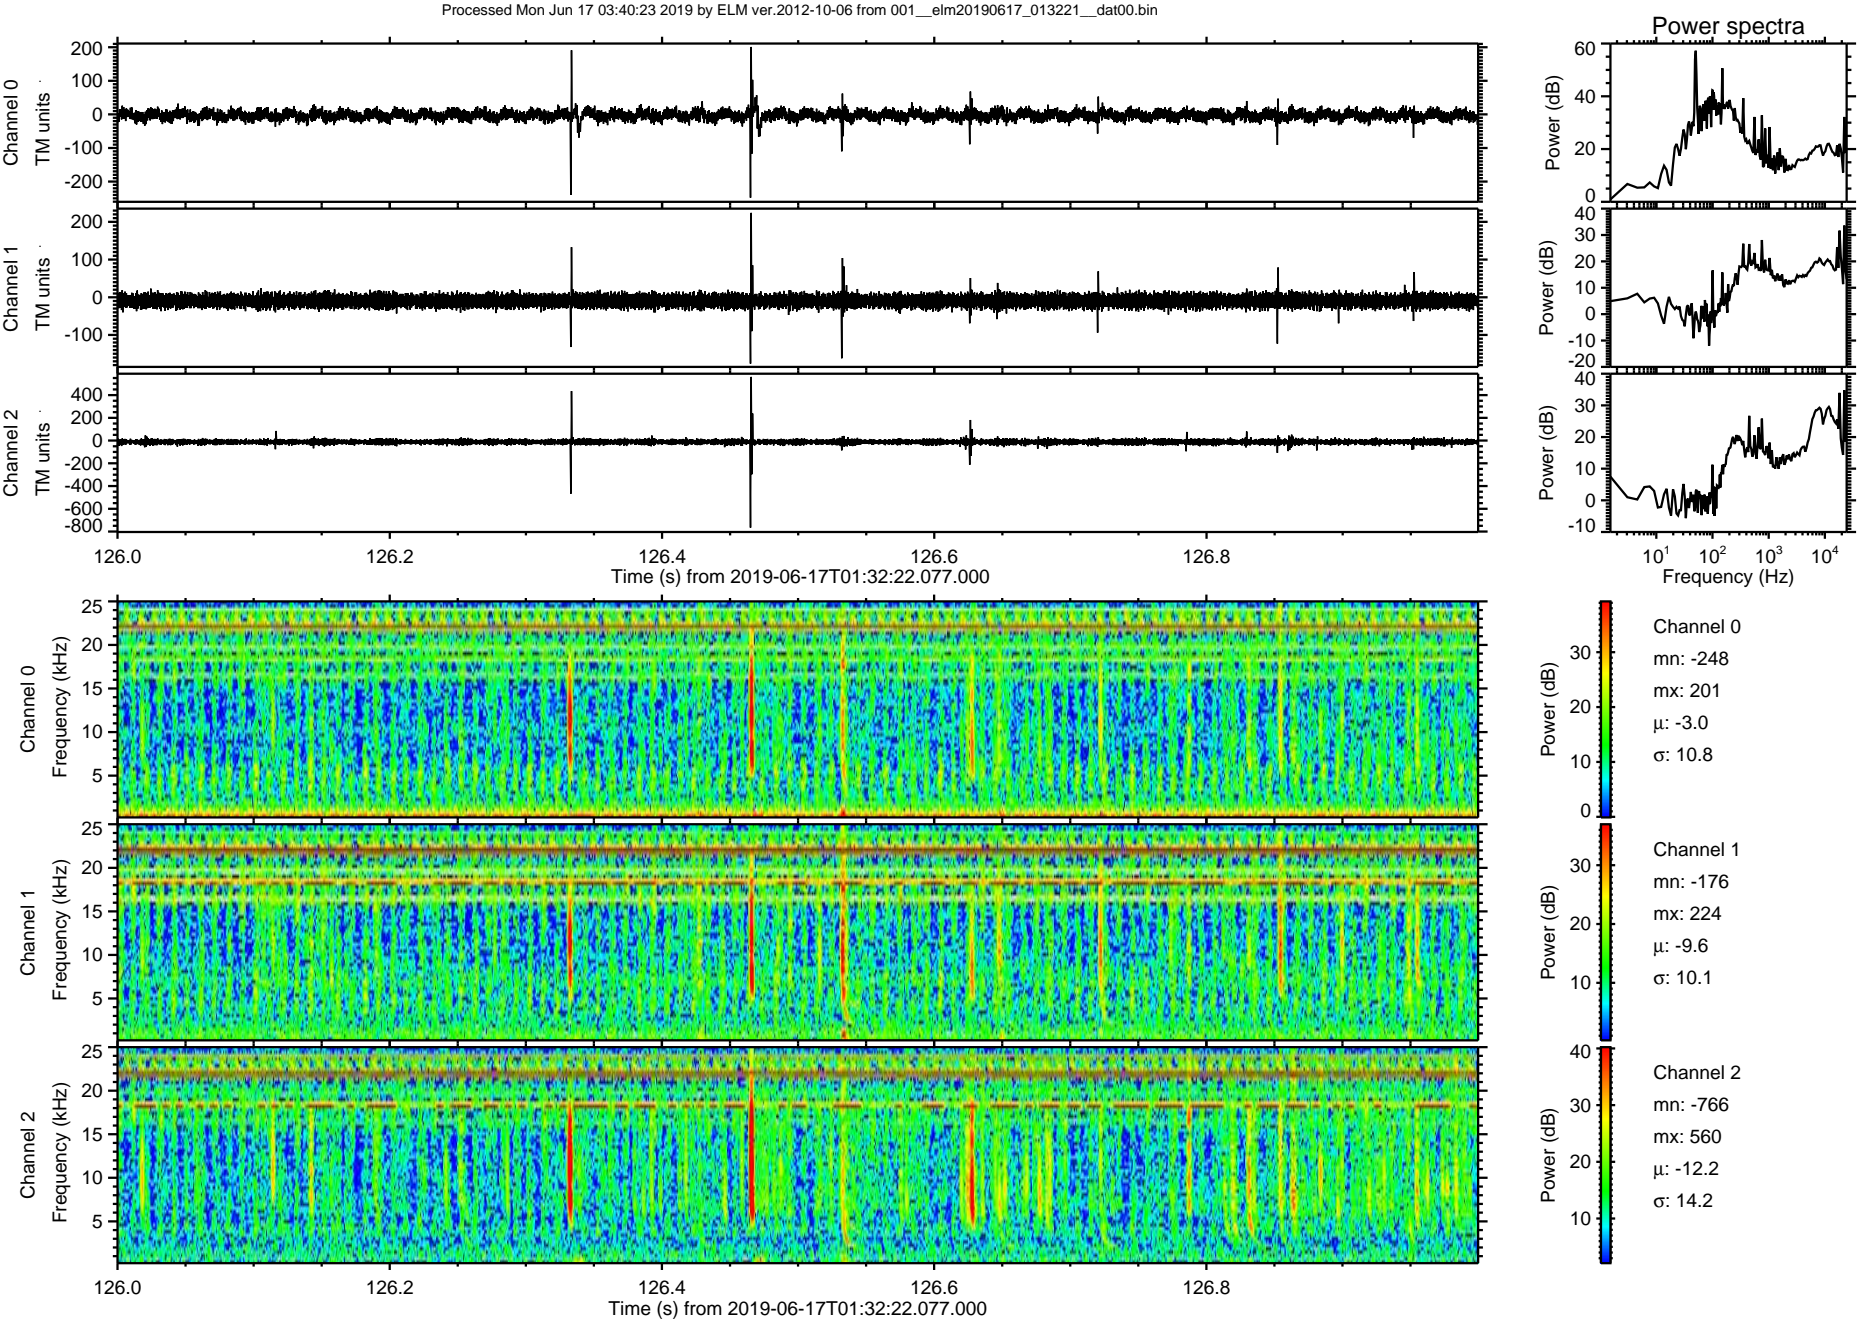 Processed Mon Jun 17 03:40:23 2019 by ELM ver.2012-10-06 from 001__elm20190617_013221__dat00.bin
Power spectra
Channel 0
TM units
200
100
0
-100
-200
Power (dB)
60
40
20
0
Channel 1
TM units
200
100
0
-100
Power (dB)
40
30
20
10
0
-10
-20
Channel 2
TM units
400
200
0
-200
-400
-600
-800
Power (dB)
40
30
20
10
0
-10
126.0 126.2 126.4 126.6 126.8
Time (s) from 2019-06-17T01:32:22.077.000
10¹ 10² 10³ 10⁴
Frequency (Hz)
Channel 0
Frequency (kHz)
25
20
15
10
5
Power (dB)
30
20
10
0
Channel 0
mn: -248
mx: 201
μ: -3.0
σ: 10.8
Channel 1
Frequency (kHz)
25
20
15
10
5
Power (dB)
30
20
10
Channel 1
mn: -176
mx: 224
μ: -9.6
σ: 10.1
Channel 2
Frequency (kHz)
25
20
15
10
5
Power (dB)
40
30
20
10
Channel 2
mn: -766
mx: 560
μ: -12.2
σ: 14.2
126.0 126.2 126.4 126.6 126.8
Time (s) from 2019-06-17T01:32:22.077.000